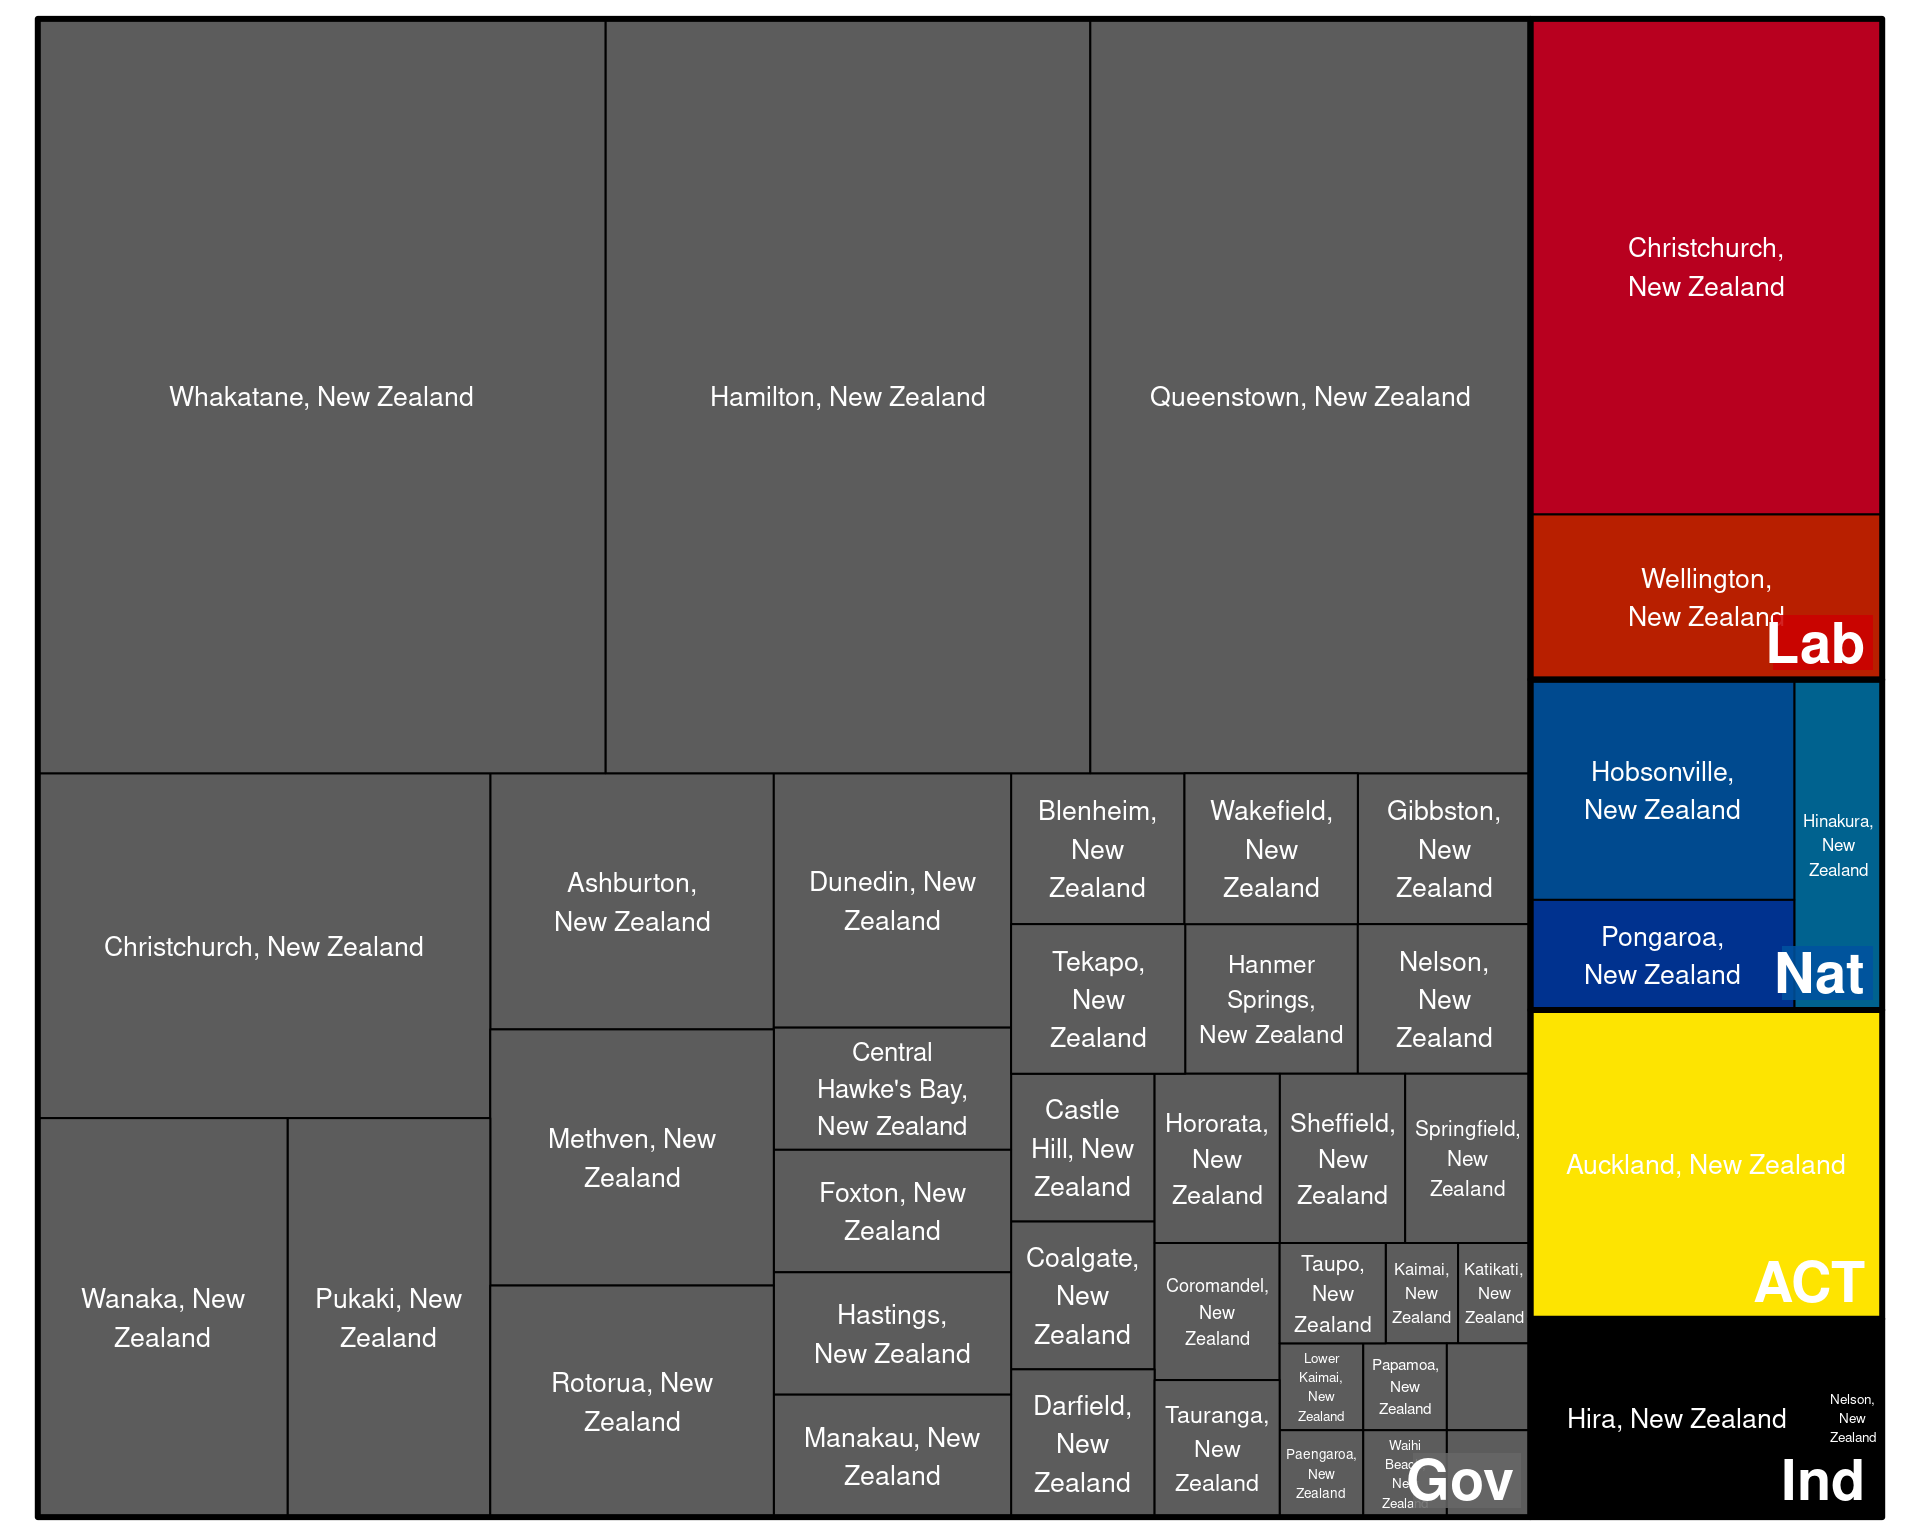 Whakatane, New Zealand
Hamilton, New Zealand
Queenstown, New Zealand
Christchurch, New Zealand
Wanaka, New
Zealand
Pukaki, New
Zealand
Ashburton,
New Zealand
Methven, New
Zealand
Rotorua, New
Zealand
Dunedin, New
Zealand
Central
Hawke's Bay,
New Zealand
Foxton, New
Zealand
Hastings,
New Zealand
Manakau, New
Zealand
Blenheim,
New
Zealand
Wakefield,
New
Zealand
Gibbston,
New
Zealand
Tekapo,
New
Zealand
Hanmer
Springs,
New Zealand
Nelson,
New
Zealand
Castle
Hill, New
Zealand
Coalgate,
New
Zealand
Darfield,
New
Zealand
Hororata,
New
Zealand
Sheffield,
New
Zealand
Springfield,
New
Zealand
Coromandel,
New
Zealand
Tauranga,
New
Zealand
Taupo,
New
Zealand
Kaimai,
New
Zealand
Katikati,
New
Zealand
Lower
Kaimai,
New
Zealand
Papamoa,
New
Zealand
Paengaroa,
New
Zealand
Waihi
Beach,
New
Zealand
Gov
Christchurch,
New Zealand
Wellington,
New Zealand
Lab
Hobsonville,
New Zealand
Pongaroa,
New Zealand
Hinakura,
New
Zealand
Nat
Auckland, New Zealand
ACT
Hira, New Zealand
Nelson,
New
Zealand
Ind